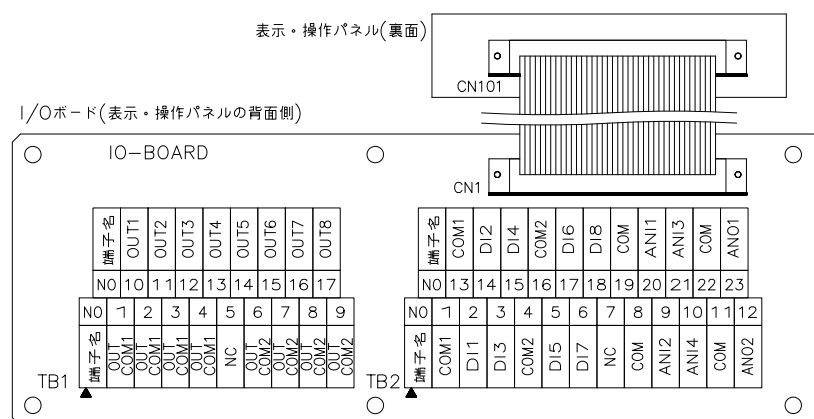 表示・操作パネル(裏面)
CN101
I/Oボード(表示・操作パネルの背面側)
IO-BOARD
CN1
端子名 OUT1 OUT2 OUT3 OUT4 OUT5 OUT6 OUT7 OUT8
NO 10 11 12 13 14 15 16 17
NO 1 2 3 4 5 6 7 8 9
端子名 OUT COM1 OUT COM1 OUT COM1 OUT COM1 NC OUT COM2 OUT COM2 OUT COM2 OUT COM2
TB1
端子名 COM1 DI2 DI4 COM2 DI6 DI8 COM ANI1 ANI3 COM ANO1
NO 13 14 15 16 17 18 19 20 21 22 23
NO 1 2 3 4 5 6 7 8 9 10 11 12
端子名 COM1 DI1 DI3 COM2 DI5 DI7 NC COM ANI2 ANI4 COM ANO2
TB2